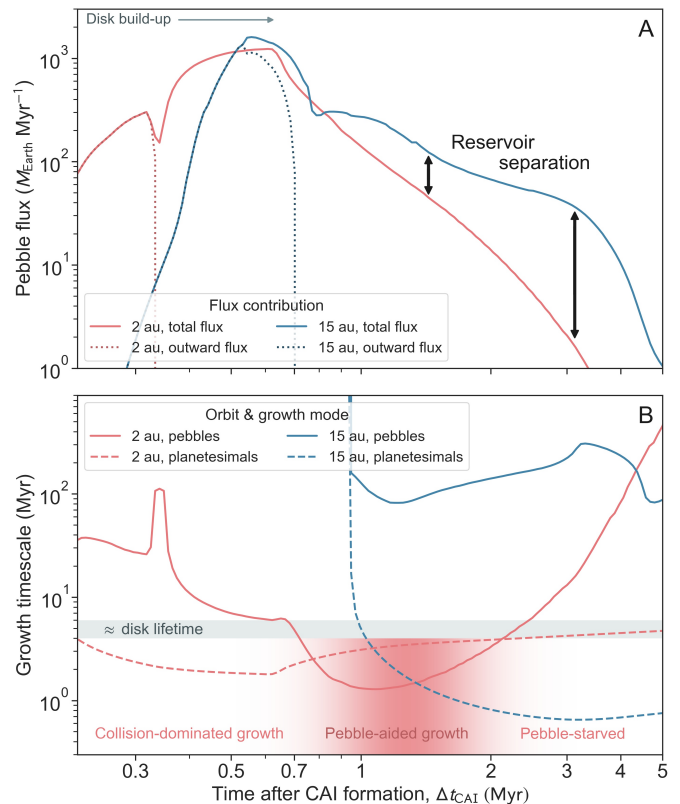 Disk build-up
A
10³
10²
10¹
10⁰
Pebble flux (M_Earth Myr⁻¹)
Reservoir
separation
Flux contribution
2 au, total flux
15 au, total flux
2 au, outward flux
15 au, outward flux
B
Orbit & growth mode
2 au, pebbles
15 au, pebbles
2 au, planetesimals
15 au, planetesimals
10²
10¹
10⁰
Growth timescale (Myr)
≈ disk lifetime
Collision-dominated growth
Pebble-aided growth
Pebble-starved
0.3 0.5 0.7 1 2 3 4 5
Time after CAI formation, Δt_CAI (Myr)